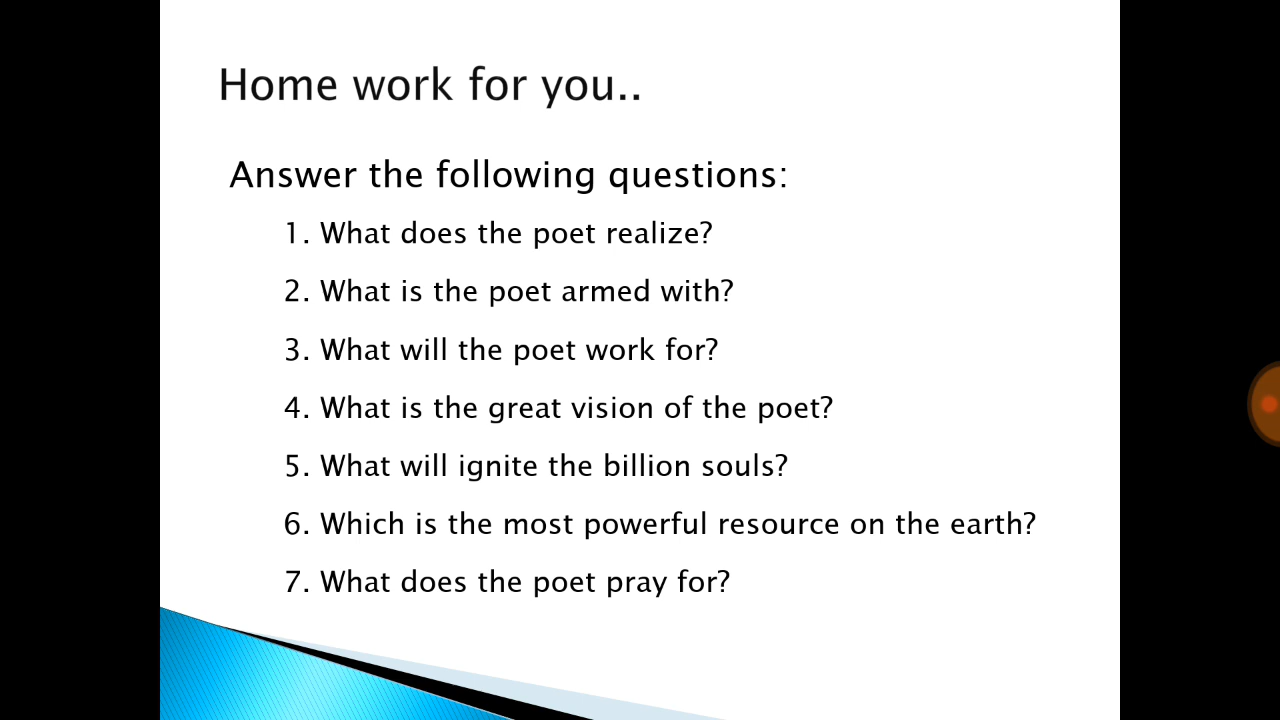 Home work for you..
Answer the following questions:
1. What does the poet realize?
2. What is the poet armed with?
3. What will the poet work for?
4. What is the great vision of the poet?
5. What will ignite the billion souls?
6. Which is the most powerful resource on the earth?
7. What does the poet pray for?